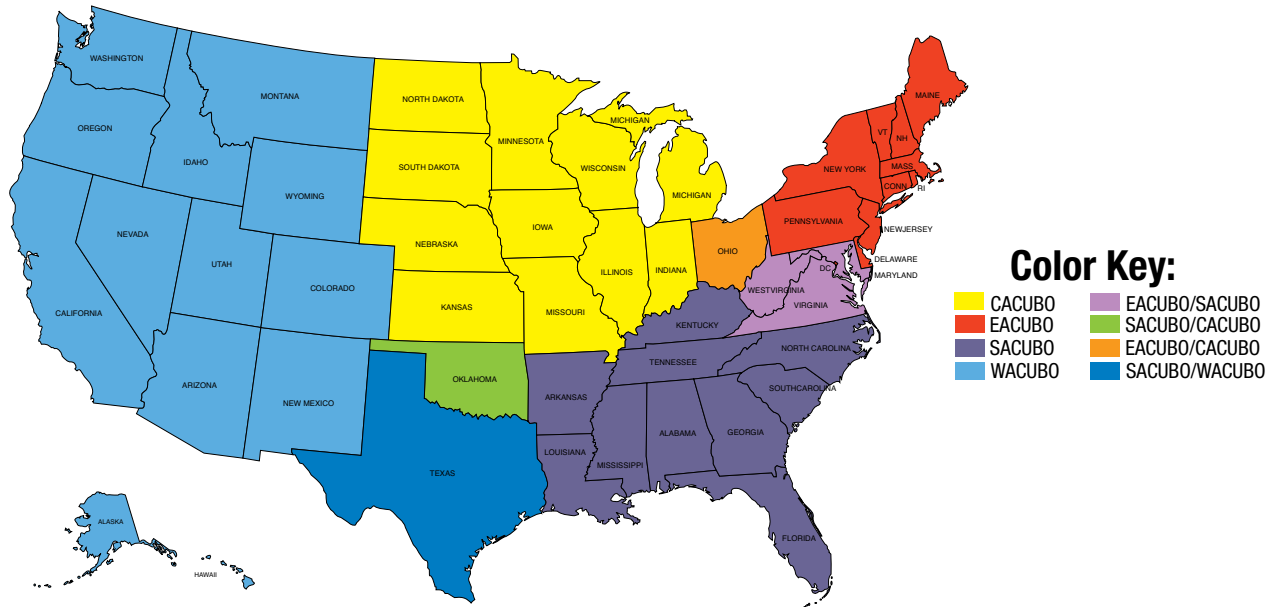 WASHINGTON
MONTANA
OREGON
IDAHO
WYOMING
NEVADA
UTAH
COLORADO
CALIFORNIA
ARIZONA
NEW MEXICO
ALASKA
HAWAII
NORTH DAKOTA
SOUTH DAKOTA
NEBRASKA
KANSAS
MINNESOTA
IOWA
MISSOURI
WISCONSIN
MICHIGAN
MICHIGAN
ILLINOIS
INDIANA
OHIO
OKLAHOMA
TEXAS
ARKANSAS
LOUISIANA
MISSISSIPPI
ALABAMA
GEORGIA
FLORIDA
TENNESSEE
KENTUCKY
NORTH CAROLINA
SOUTHCAROLINA
WESTVIRGINIA
VIRGINIA
DC
MARYLAND
DELAWARE
NEWJERSEY
PENNSYLVANIA
NEW YORK
CONN
RI
MASS
VT
NH
MAINE
Color Key:
CACUBO
EACUBO
SACUBO
WACUBO
EACUBO/SACUBO
SACUBO/CACUBO
EACUBO/CACUBO
SACUBO/WACUBO